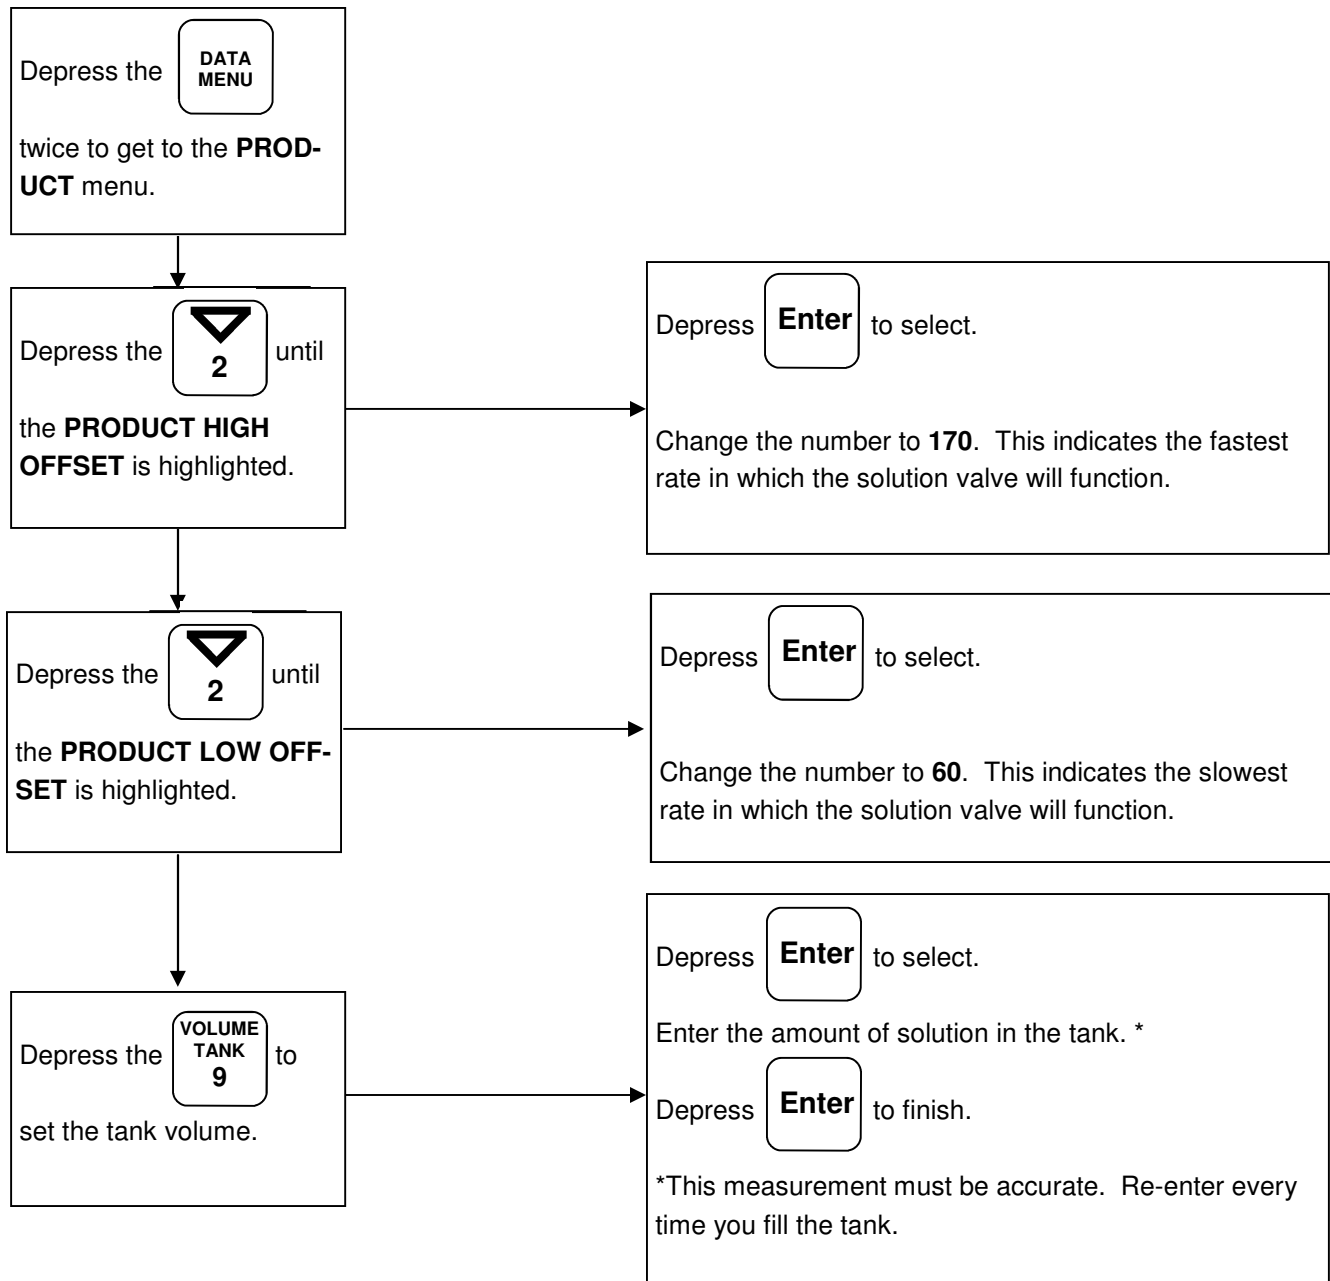 Depress the DATA
MENU
twice to get to the PROD-
UCT menu.
Depress the 2 until
the PRODUCT HIGH
OFFSET is highlighted.
Depress Enter to select.
Change the number to 170. This indicates the fastest
rate in which the solution valve will function.
Depress the 2 until
the PRODUCT LOW OFF-
SET is highlighted.
Depress Enter to select.
Change the number to 60. This indicates the slowest
rate in which the solution valve will function.
Depress the VOLUME
TANK
9 to
set the tank volume.
Depress Enter to select.
Enter the amount of solution in the tank. *
Depress Enter to finish.
*This measurement must be accurate. Re-enter every
time you fill the tank.